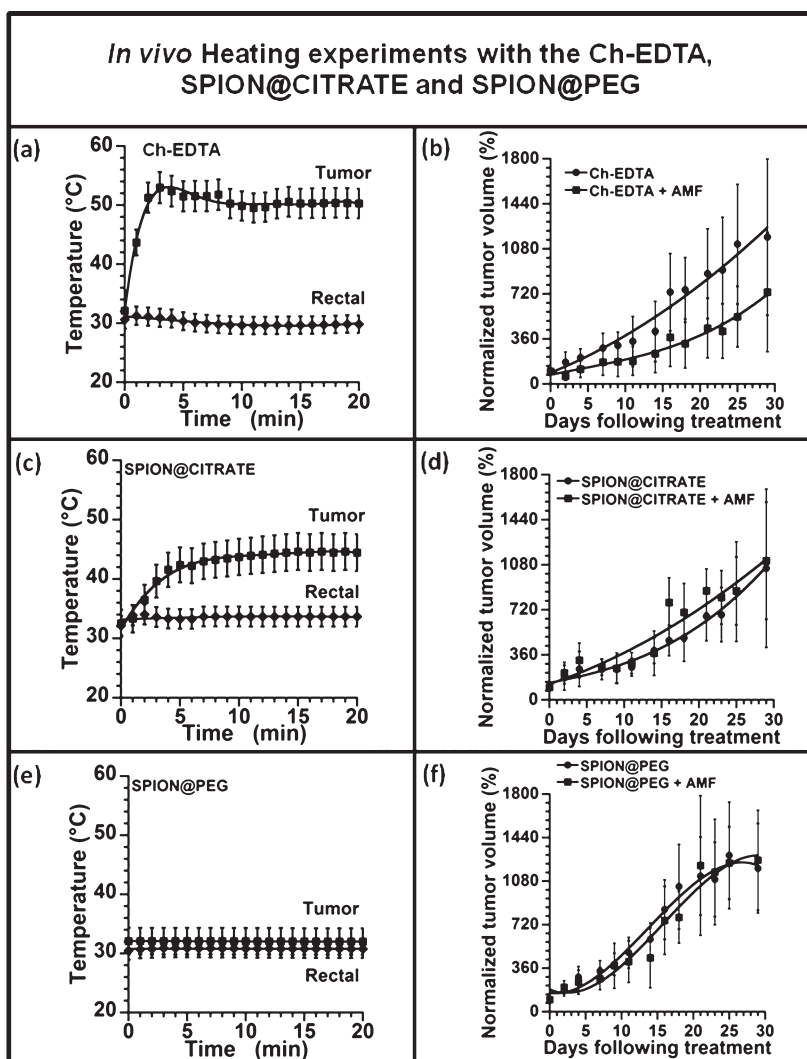 In vivo Heating experiments with the Ch-EDTA,
SPION@CITRATE and SPION@PEG
(a)
Ch-EDTA
Tumor
Rectal
Temperature (°C)
60
50
40
30
20
0 5 10 15 20
Time (min)
(b)
Ch-EDTA
Ch-EDTA + AMF
Normalized tumor volume (%)
1800
1440
1080
720
360
0
0 5 10 15 20 25 30
Days following treatment
(c)
SPION@CITRATE
Tumor
Rectal
Temperature (°C)
60
50
40
30
20
0 5 10 15 20
Time (min)
(d)
SPION@CITRATE
SPION@CITRATE + AMF
Normalized tumor volume (%)
1800
1440
1080
720
360
0
0 5 10 15 20 25 30
Days following treatment
(e)
SPION@PEG
Tumor
Rectal
Temperature (°C)
60
50
40
30
20
0 5 10 15 20
Time (min)
(f)
SPION@PEG
SPION@PEG + AMF
Normalized tumor volume (%)
1800
1440
1080
720
360
0
0 5 10 15 20 25 30
Days following treatment